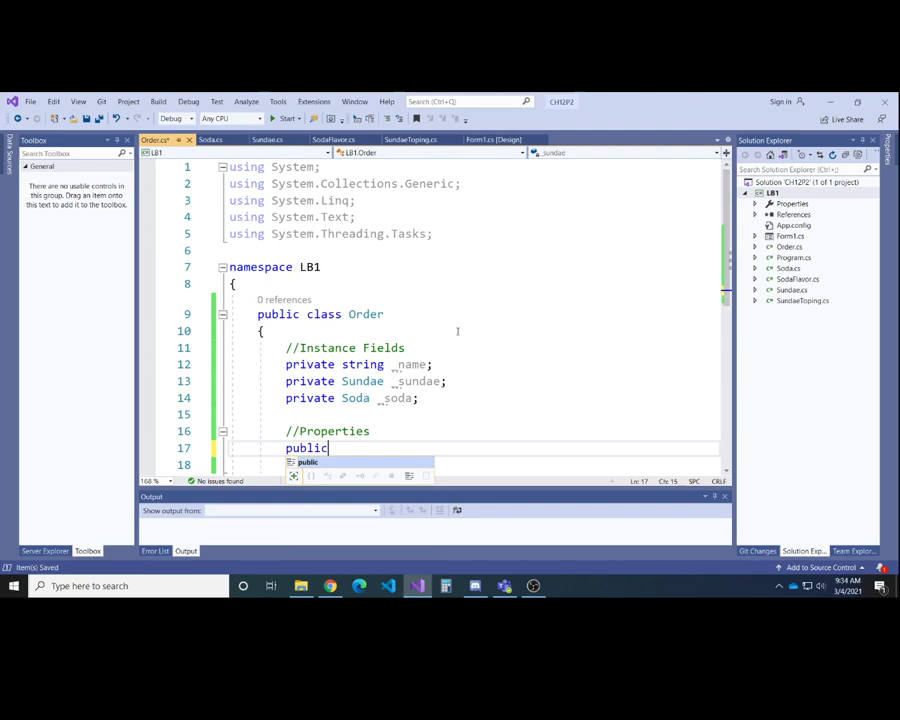 File Edit View Git Project Build Debug Test Analyze Tools Extensions Window Help Search (Ctrl+Q) CH12P2 Sign in
Debug Any CPU Start Live Share
Data Sources
Toolbox
Search Toolbox
General
There are no usable controls in
this group. Drag an item onto
this text to add it to the toolbox.
Order.cs* Soda.cs Sundae.cs SodaFlavor.cs SundaeToping.cs Form1.cs [Design]
LB1 LB1.Order _sundae
1 using System;
2 using System.Collections.Generic;
3 using System.Linq;
4 using System.Text;
5 using System.Threading.Tasks;
6
7 namespace LB1
8 {
0 references
9 public class Order
10 {
11 //Instance Fields
12 private string _name;
13 private Sundae _sundae;
14 private Soda _soda;
15
16 //Properties
17 public
public
18
168 % No issues found Ln: 17 Ch: 15 SPC CRLF
Output
Show output from:
Error List Output
Server Explorer Toolbox
Solution Explorer
Search Solution Explorer (Ctrl+;)
Solution 'CH12P2' (1 of 1 project)
LB1
Properties
References
App.config
Form1.cs
Order.cs
Program.cs
Soda.cs
SodaFlavor.cs
Sundae.cs
SundaeToping.cs
Properties
Git Changes Solution Exp... Team Explor...
Item(s) Saved Add to Source Control 1
Type here to search
9:34 AM
3/4/2021